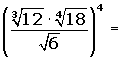 (∛12 · ∜18 / √6)⁴ =